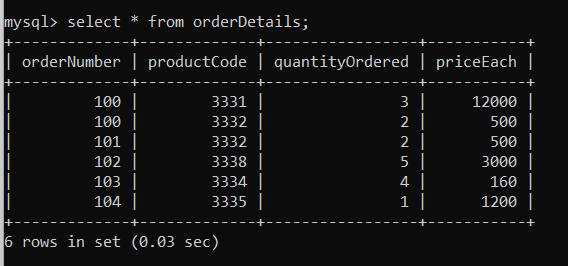 mysql> select * from orderDetails;
+-------------+-------------+-----------------+-----------+
| orderNumber | productCode | quantityOrdered | priceEach |
+-------------+-------------+-----------------+-----------+
|         100 |        3331 |               3 |     12000 |
|         100 |        3332 |               2 |       500 |
|         101 |        3332 |               2 |       500 |
|         102 |        3338 |               5 |      3000 |
|         103 |        3334 |               4 |       160 |
|         104 |        3335 |               1 |      1200 |
+-------------+-------------+-----------------+-----------+
6 rows in set (0.03 sec)